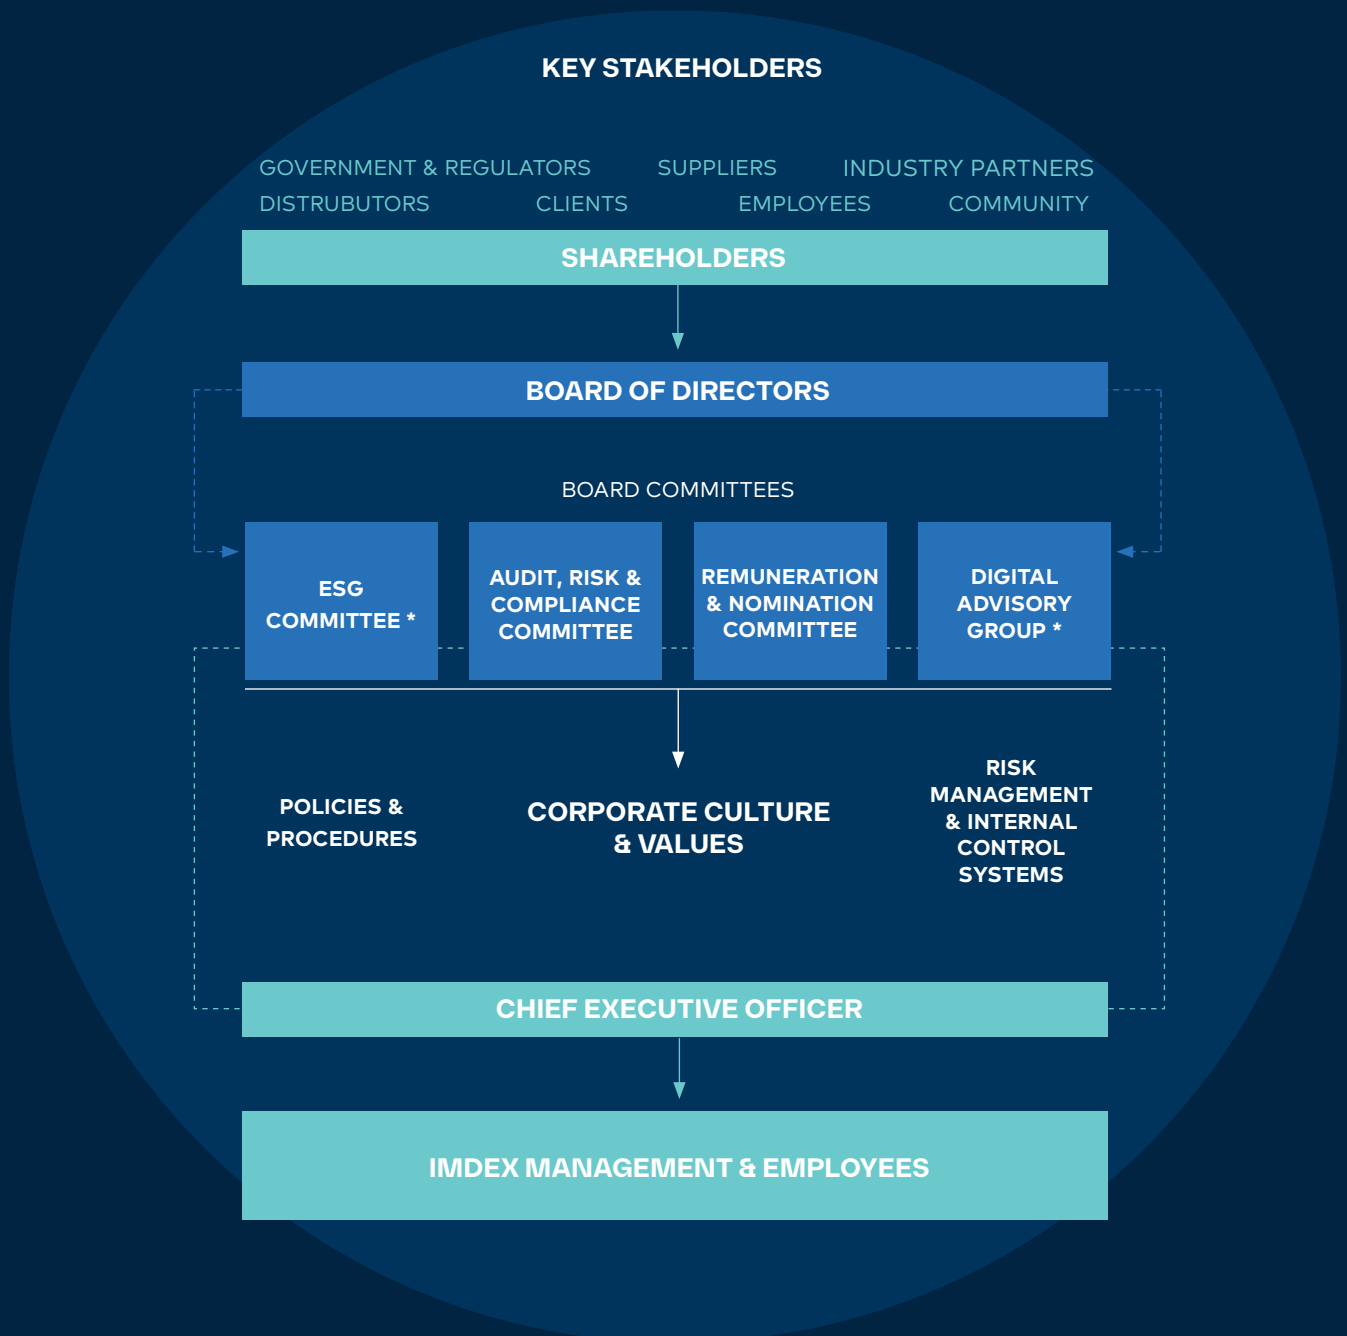 KEY STAKEHOLDERS
GOVERNMENT & REGULATORS SUPPLIERS INDUSTRY PARTNERS
DISTRUBUTORS CLIENTS EMPLOYEES COMMUNITY
SHAREHOLDERS
BOARD OF DIRECTORS
BOARD COMMITTEES
ESG
COMMITTEE *
AUDIT, RISK &
COMPLIANCE
COMMITTEE
REMUNERATION
& NOMINATION
COMMITTEE
DIGITAL
ADVISORY
GROUP *
POLICIES &
PROCEDURES
CORPORATE CULTURE
& VALUES
RISK
MANAGEMENT
& INTERNAL
CONTROL
SYSTEMS
CHIEF EXECUTIVE OFFICER
IMDEX MANAGEMENT & EMPLOYEES